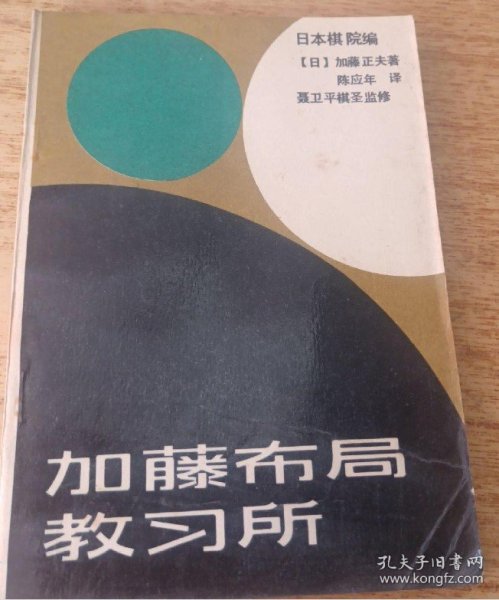 日本棋院编
【日】加藤正夫著
陈应年 译
聂卫平棋圣监修
加藤布局
教习所
孔夫子旧书网
www.kongfz.com